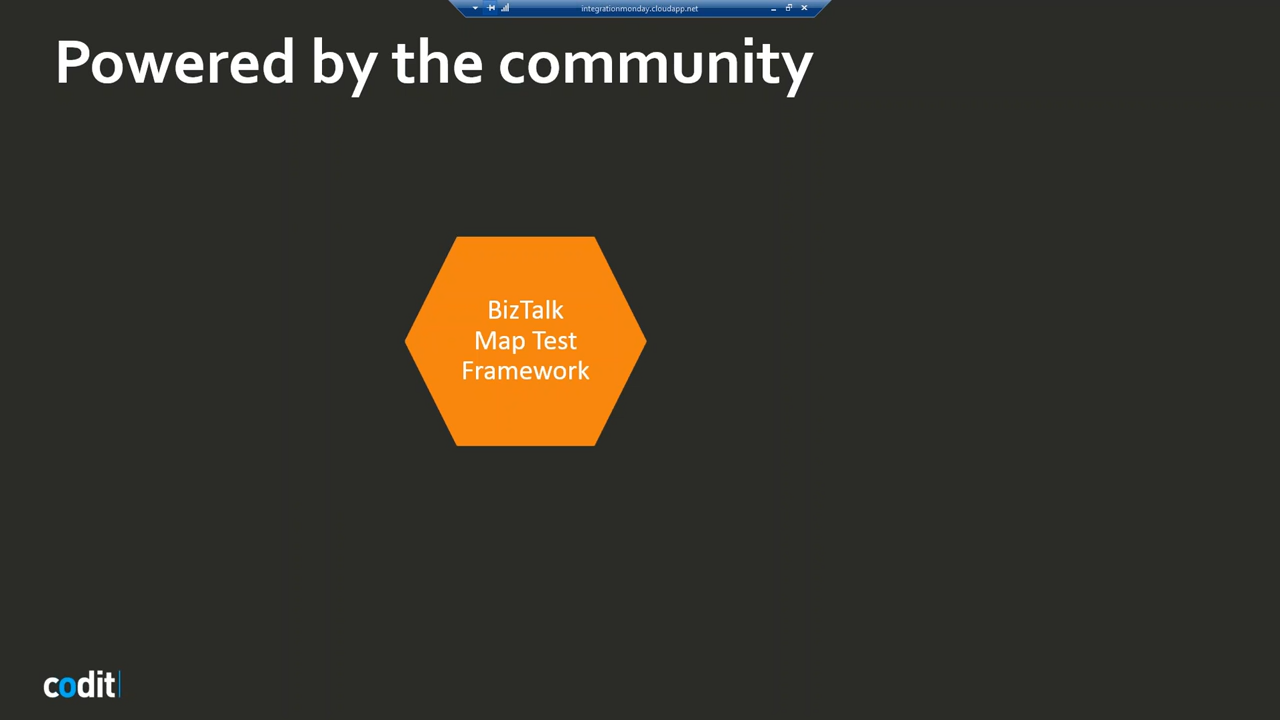 integrationmonday.cloudapp.net
Powered by the community
BizTalk
Map Test
Framework
codit